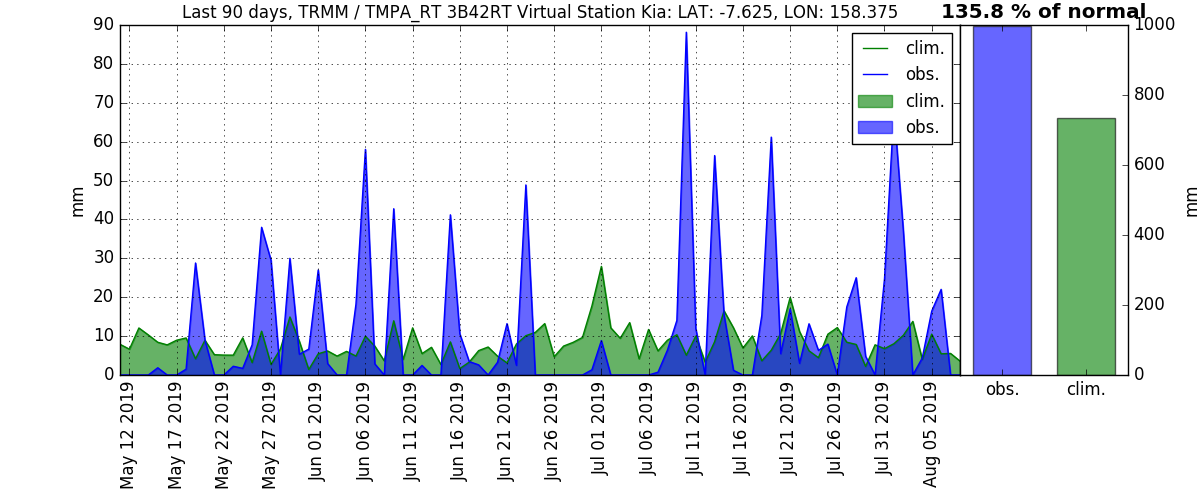 Last 90 days, TRMM / TMPA_RT 3B42RT Virtual Station Kia: LAT: -7.625, LON: 158.375
135.8 % of normal
90
80
70
60
50
40
30
20
10
0
mm
clim.
obs.
clim.
obs.
May 12 2019
May 17 2019
May 22 2019
May 27 2019
Jun 01 2019
Jun 06 2019
Jun 11 2019
Jun 16 2019
Jun 21 2019
Jun 26 2019
Jul 01 2019
Jul 06 2019
Jul 11 2019
Jul 16 2019
Jul 21 2019
Jul 26 2019
Jul 31 2019
Aug 05 2019
1000
800
600
400
200
0
mm
obs.
clim.